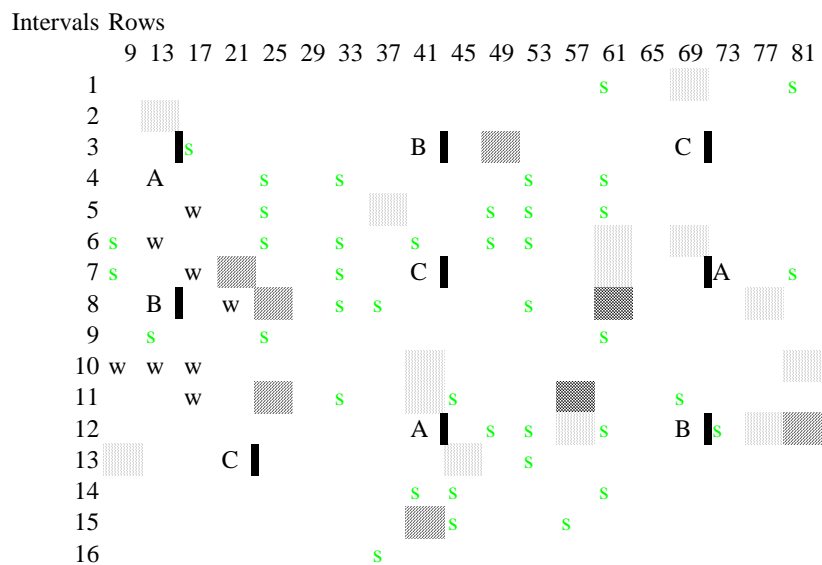 Intervals Rows
9 13 17 21 25 29 33 37 41 45 49 53 57 61 65 69 73 77 81
1 s s
2
3 s B C
4 A s s s s
5 w s s s s
6 s w s s s s s
7 s w s C A s
8 B w s s s
9 s s s
10 w w w
11 w s s s
12 A s s s B s
13 C s
14 s s s
15 s s
16 s